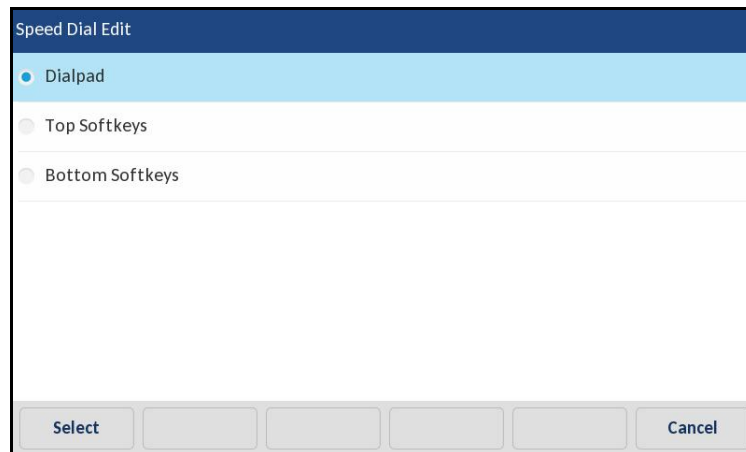 Speed Dial Edit
Dialpad
Top Softkeys
Bottom Softkeys
Select
Cancel